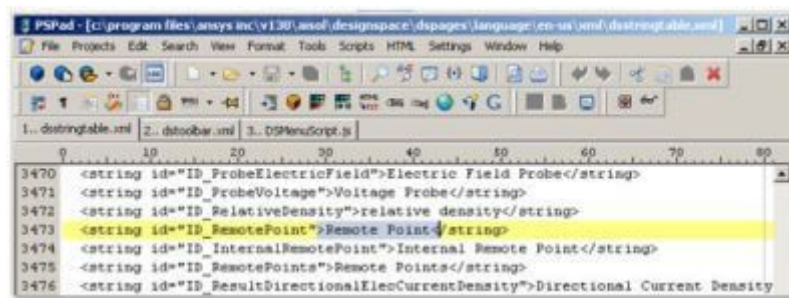 PSPad - [c:\program files\ansys inc\v130\aisol\designspace\dspages\language\en-us\xml\dsstringtable.xml]
File Projects Edit Search View Format Tools Scripts HTML Settings Window Help
1.. dsstringtable.xml 2.. dstoolbar.xml 3.. DSMenuScript.js
0 10 20 30 40 50 60 70 80
3470 <string id="ID_ProbeElectricField">Electric Field Probe</string>
3471 <string id="ID_ProbeVoltage">Voltage Probe</string>
3472 <string id="ID_RelativeDensity">relative density</string>
3473 <string id="ID_RemotePoint">Remote Point</string>
3474 <string id="ID_InternalRemotePoint">Internal Remote Point</string>
3475 <string id="ID_RemotePoints">Remote Points</string>
3476 <string id="ID_ResultDirectionalElecCurrentDensity">Directional Current Density